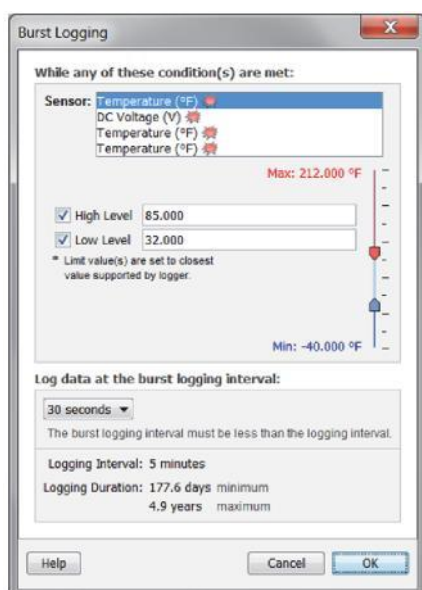 Burst Logging
While any of these condition(s) are met:
Sensor: Temperature (°F)
DC Voltage (V)
Temperature (°F)
Temperature (°F)
Max: 212.000 °F
High Level 85.000
Low Level 32.000
* Limit value(s) are set to closest
value supported by logger.
Min: -40.000 °F
Log data at the burst logging interval:
30 seconds
The burst logging interval must be less than the logging interval.
Logging Interval: 5 minutes
Logging Duration: 177.6 days minimum
4.9 years maximum
Help Cancel OK